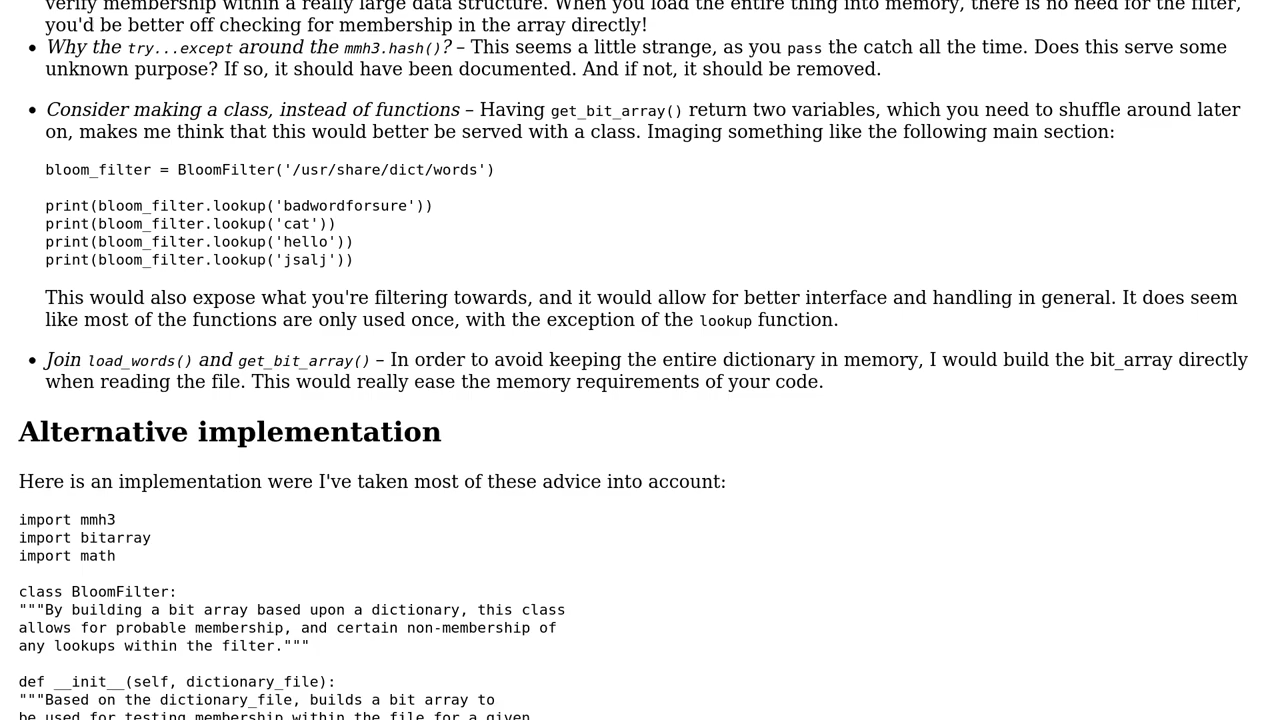 verify membership within a really large data structure. When you load the entire thing into memory, there is no need for the filter,
you'd be better off checking for membership in the array directly!
• Why the try...except around the mmh3.hash()? – This seems a little strange, as you pass the catch all the time. Does this serve some
unknown purpose? If so, it should have been documented. And if not, it should be removed.
• Consider making a class, instead of functions – Having get_bit_array() return two variables, which you need to shuffle around later
on, makes me think that this would better be served with a class. Imaging something like the following main section:
bloom_filter = BloomFilter('/usr/share/dict/words')
print(bloom_filter.lookup('badwordforsure'))
print(bloom_filter.lookup('cat'))
print(bloom_filter.lookup('hello'))
print(bloom_filter.lookup('jsalj'))
This would also expose what you're filtering towards, and it would allow for better interface and handling in general. It does seem
like most of the functions are only used once, with the exception of the lookup function.
• Join load_words() and get_bit_array() – In order to avoid keeping the entire dictionary in memory, I would build the bit_array directly
when reading the file. This would really ease the memory requirements of your code.
Alternative implementation
Here is an implementation were I've taken most of these advice into account:
import mmh3
import bitarray
import math
class BloomFilter:
"""By building a bit array based upon a dictionary, this class
allows for probable membership, and certain non-membership of
any lookups within the filter."""
def __init__(self, dictionary_file):
"""Based on the dictionary_file, builds a bit array to
be used for testing membership within the file for a given